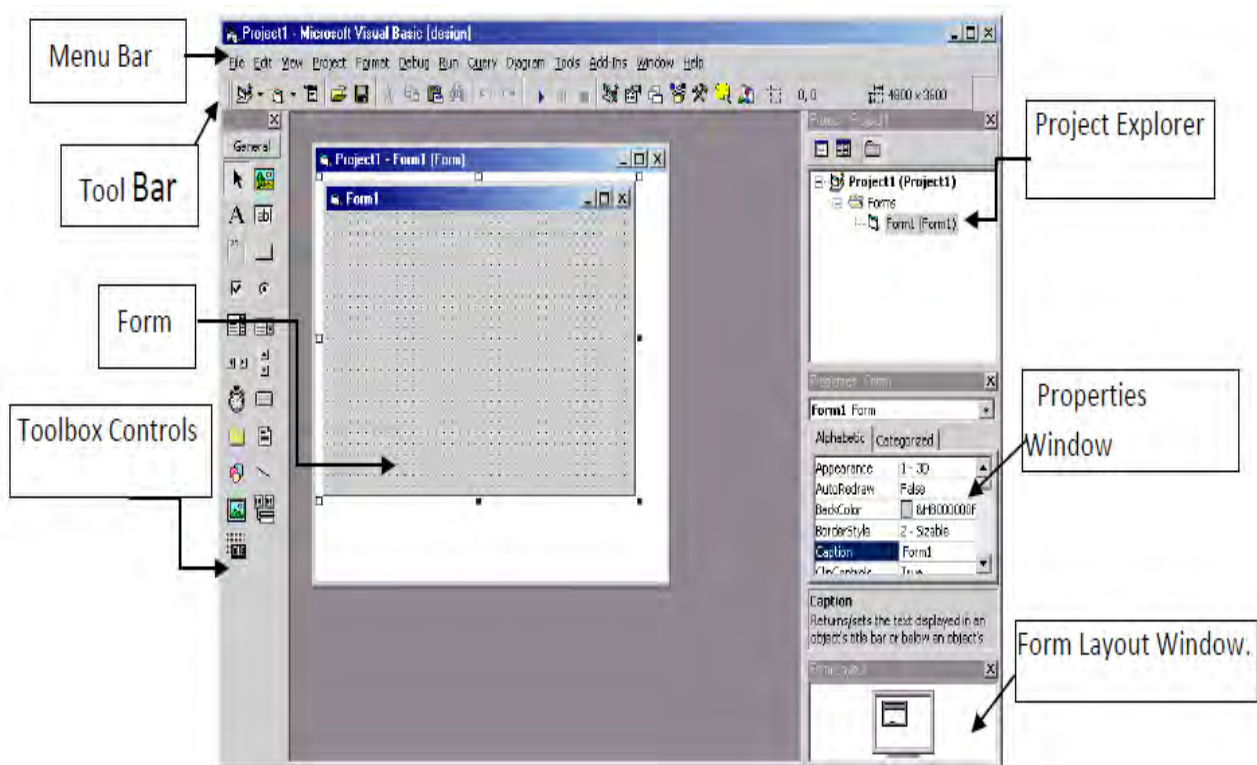 Project1 - Microsoft Visual Basic [design]
Menu Bar
File Edit View Project Format Debug Run Query Diagram Tools Add-Ins Window Help
0, 0 4800 x 3600
Tool Bar
General
Project1 - Form1 (Form)
Form1
Project Explorer
Project1 (Project1)
Forms
Form1 (Form1)
Form
Toolbox Controls
Properties
Window
Form1 Form
Alphabetic Categorized
Appearance 1 - 3D
AutoRedraw False
BackColor &H8000000F
BorderStyle 2 - Sizable
Caption Form1
ClipControls True
Caption
Returns/sets the text displayed in an
object's title bar or below an object's
Form Layout Window.
Form Layout